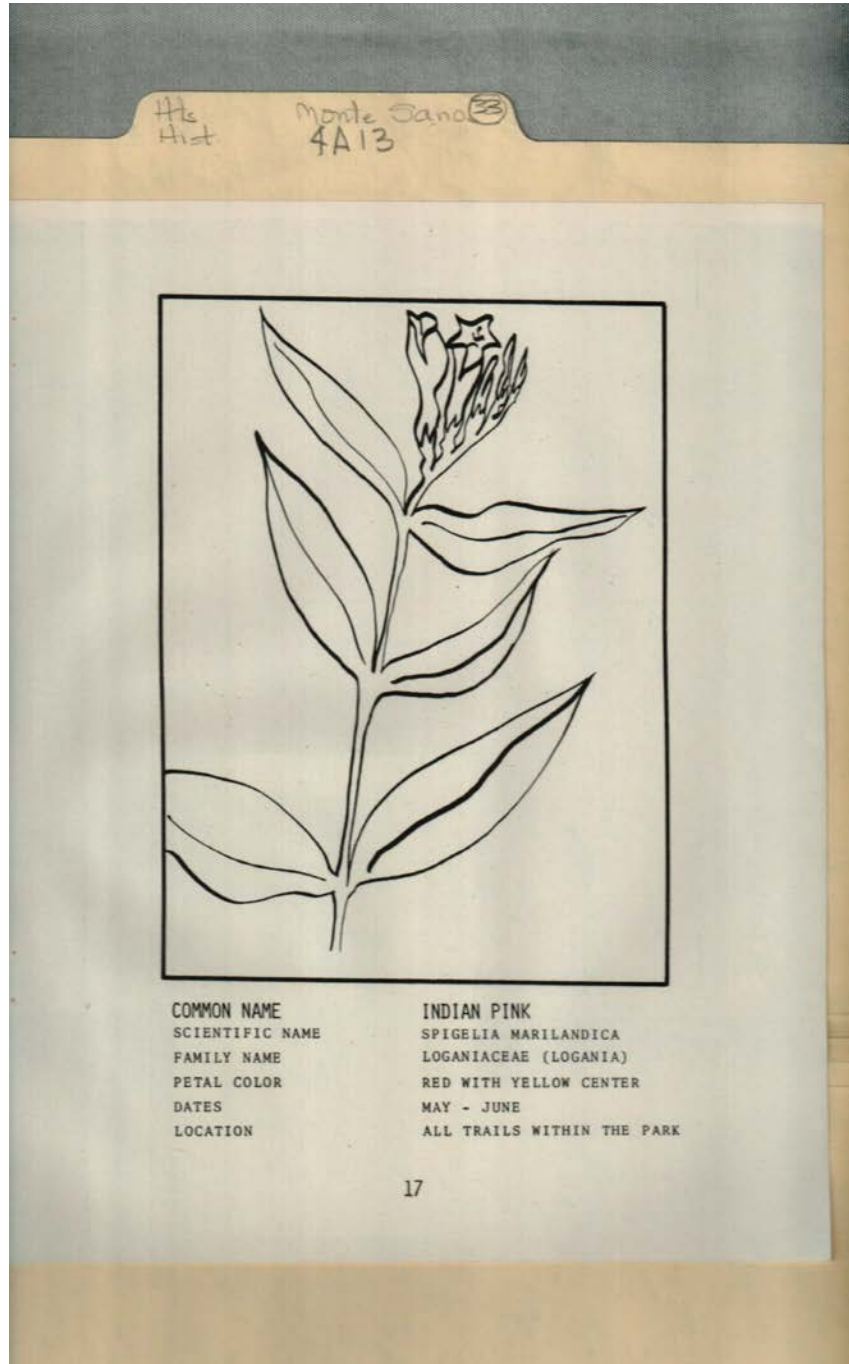 Hts Monte Sano 33
Hist 4A13
COMMON NAME INDIAN PINK
SCIENTIFIC NAME SPIGELIA MARILANDICA
FAMILY NAME LOGANIACEAE (LOGANIA)
PETAL COLOR RED WITH YELLOW CENTER
DATES MAY - JUNE
LOCATION ALL TRAILS WITHIN THE PARK
17